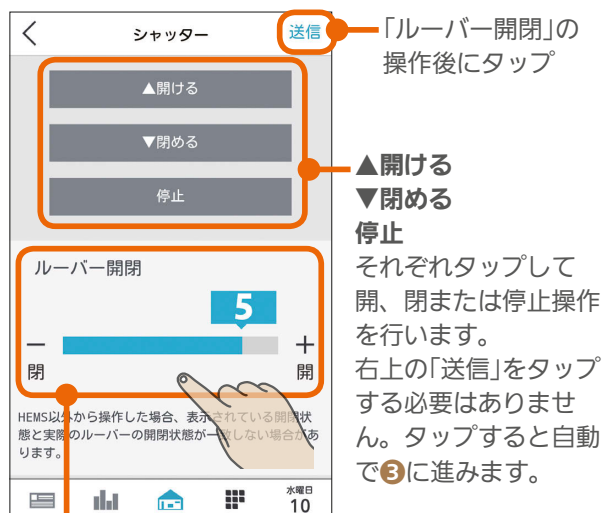 シャッター
送信
▲開ける
▼閉める
停止
ルーバー開閉
5
－
＋
閉
開
HEMS以外から操作した場合、表示されている開閉状
態と実際のルーバーの開閉状態が一致しない場合があ
ります。
水曜日
10
「ルーバー開閉」の
操作後にタップ
▲開ける
▼閉める
停止
それぞれタップして
開、閉または停止操作
を行います。
右上の「送信」をタップ
する必要はありませ
ん。タップすると自動
で❸に進みます。